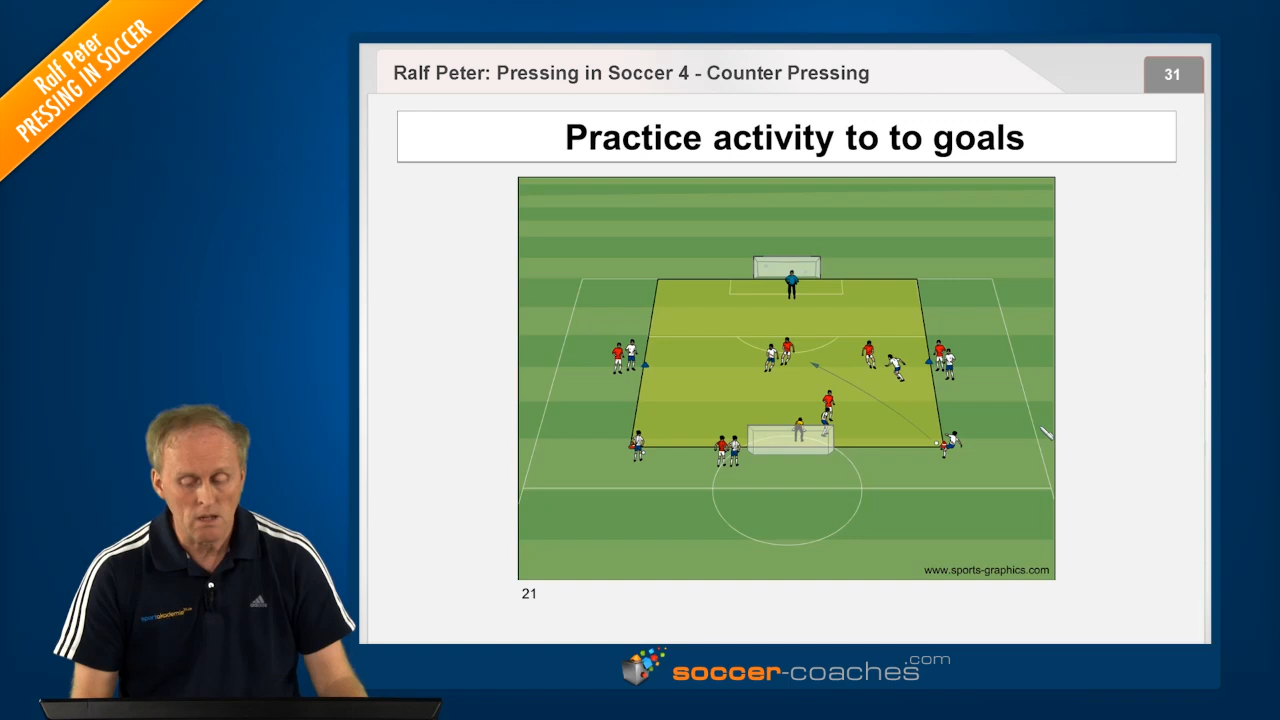 Ralf Peter
PRESSING IN SOCCER
Ralf Peter: Pressing in Soccer 4 - Counter Pressing
31
Practice activity to to goals
www.sports-graphics.com
21
sportakademie
soccer-coaches.com